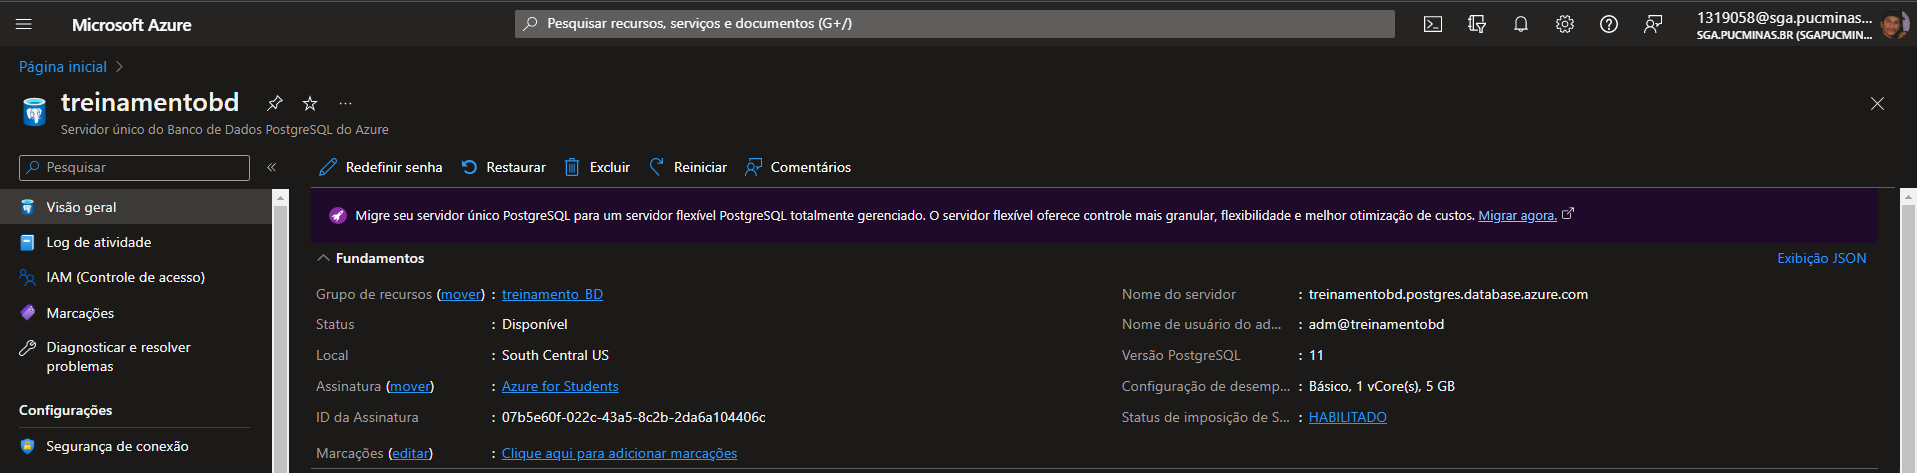 Microsoft Azure
Pesquisar recursos, serviços e documentos (G+/)
1319058@sga.pucminas...
SGA.PUCMINAS.BR (SGAPUCMIN...
Página inicial
treinamentobd
...
Servidor único do Banco de Dados PostgreSQL do Azure
Pesquisar
Redefinir senha
Restaurar
Excluir
Reiniciar
Comentários
Visão geral
Log de atividade
IAM (Controle de acesso)
Marcações
Diagnosticar e resolver
problemas
Configurações
Segurança de conexão
Migre seu servidor único PostgreSQL para um servidor flexível PostgreSQL totalmente gerenciado. O servidor flexível oferece controle mais granular, flexibilidade e melhor otimização de custos. Migrar agora.
Fundamentos
Exibição JSON
Grupo de recursos (mover) : treinamento_BD
Status : Disponível
Local : South Central US
Assinatura (mover) : Azure for Students
ID da Assinatura : 07b5e60f-022c-43a5-8c2b-2da6a104406c
Marcações (editar) : Clique aqui para adicionar marcações
Nome do servidor : treinamentobd.postgres.database.azure.com
Nome de usuário do ad... : adm@treinamentobd
Versão PostgreSQL : 11
Configuração de desemp... : Básico, 1 vCore(s), 5 GB
Status de imposição de S... : HABILITADO